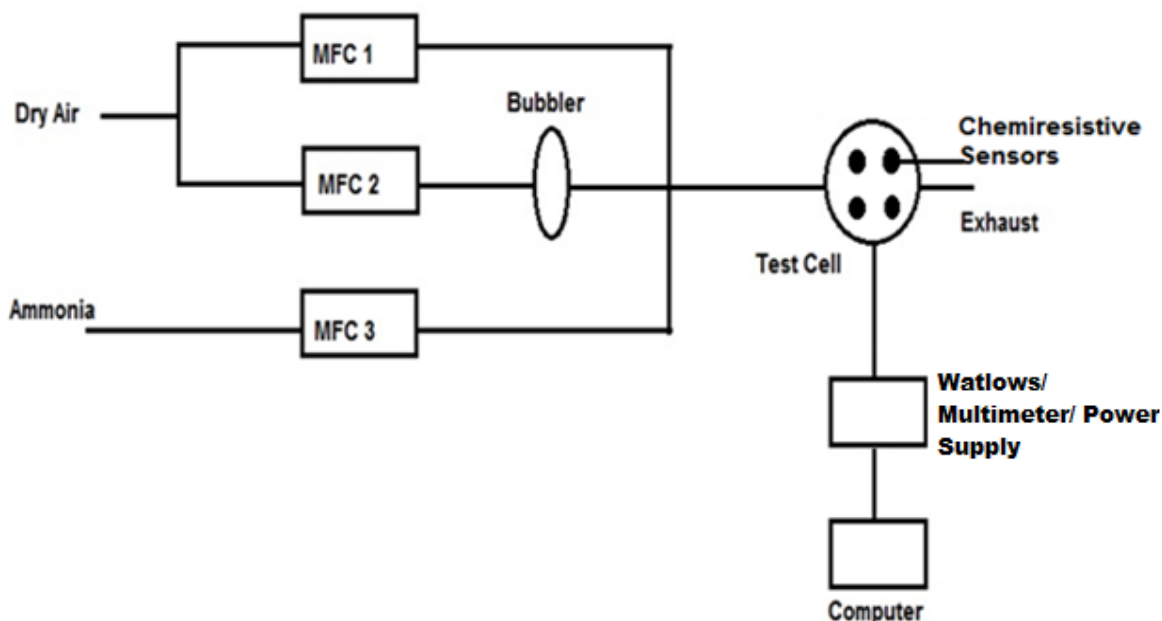 MFC 1
Dry Air
Bubbler
MFC 2
Chemiresistive
Sensors
Exhaust
Test Cell
Ammonia
MFC 3
Watlows/
Multimeter/ Power
Supply
Computer